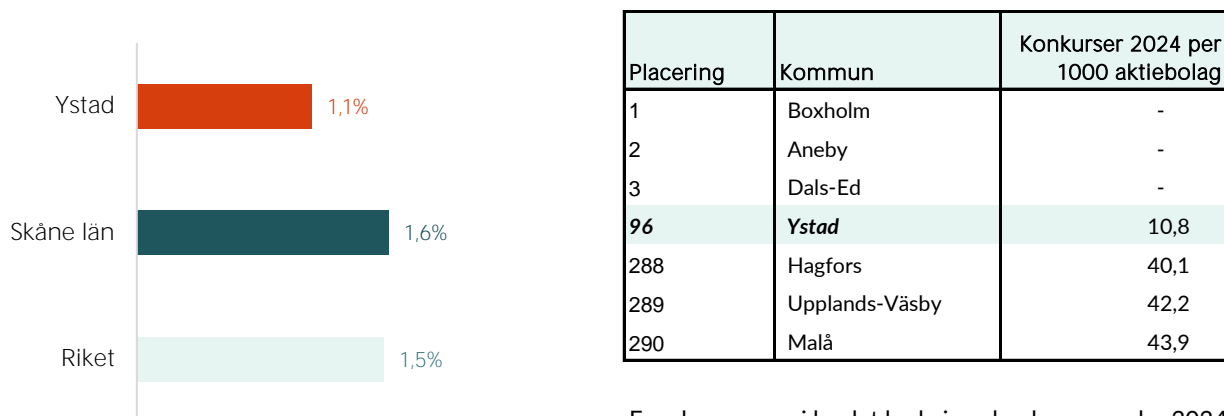 Ystad 1,1%
Skåne län 1,6%
Riket 1,5%
Konkurser 2024 per
Placering Kommun 1000 aktiebolag
1 Boxholm -
2 Aneby -
3 Dals-Ed -
96 Ystad 10,8
288 Hagfors 40,1
289 Upplands-Väsby 42,2
290 Malå 43,9